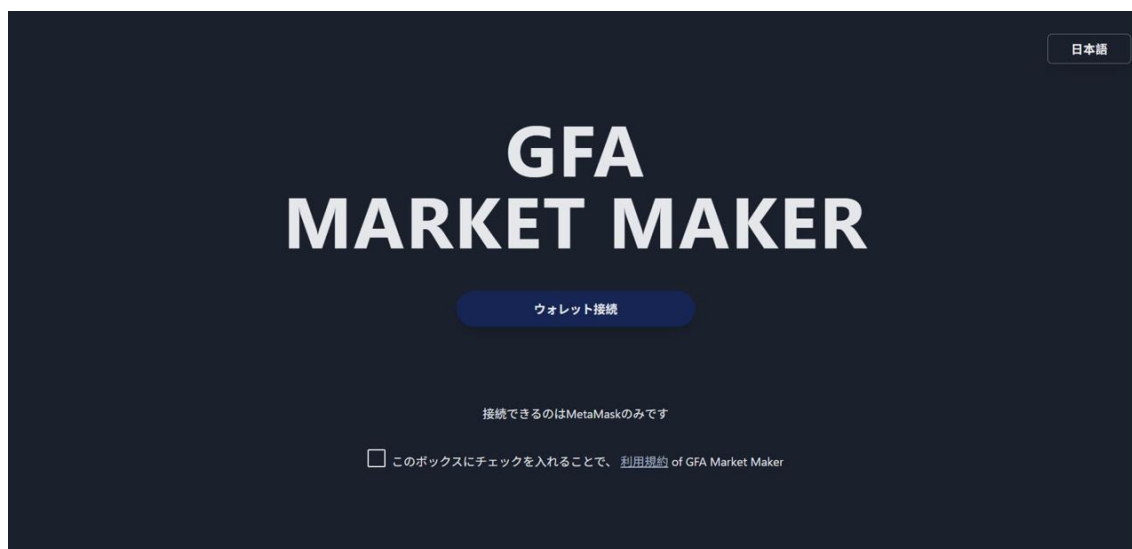 日本語
GFA
MARKET MAKER
ウォレット接続
接続できるのはMetaMaskのみです
このボックスにチェックを入れることで、 利用規約 of GFA Market Maker